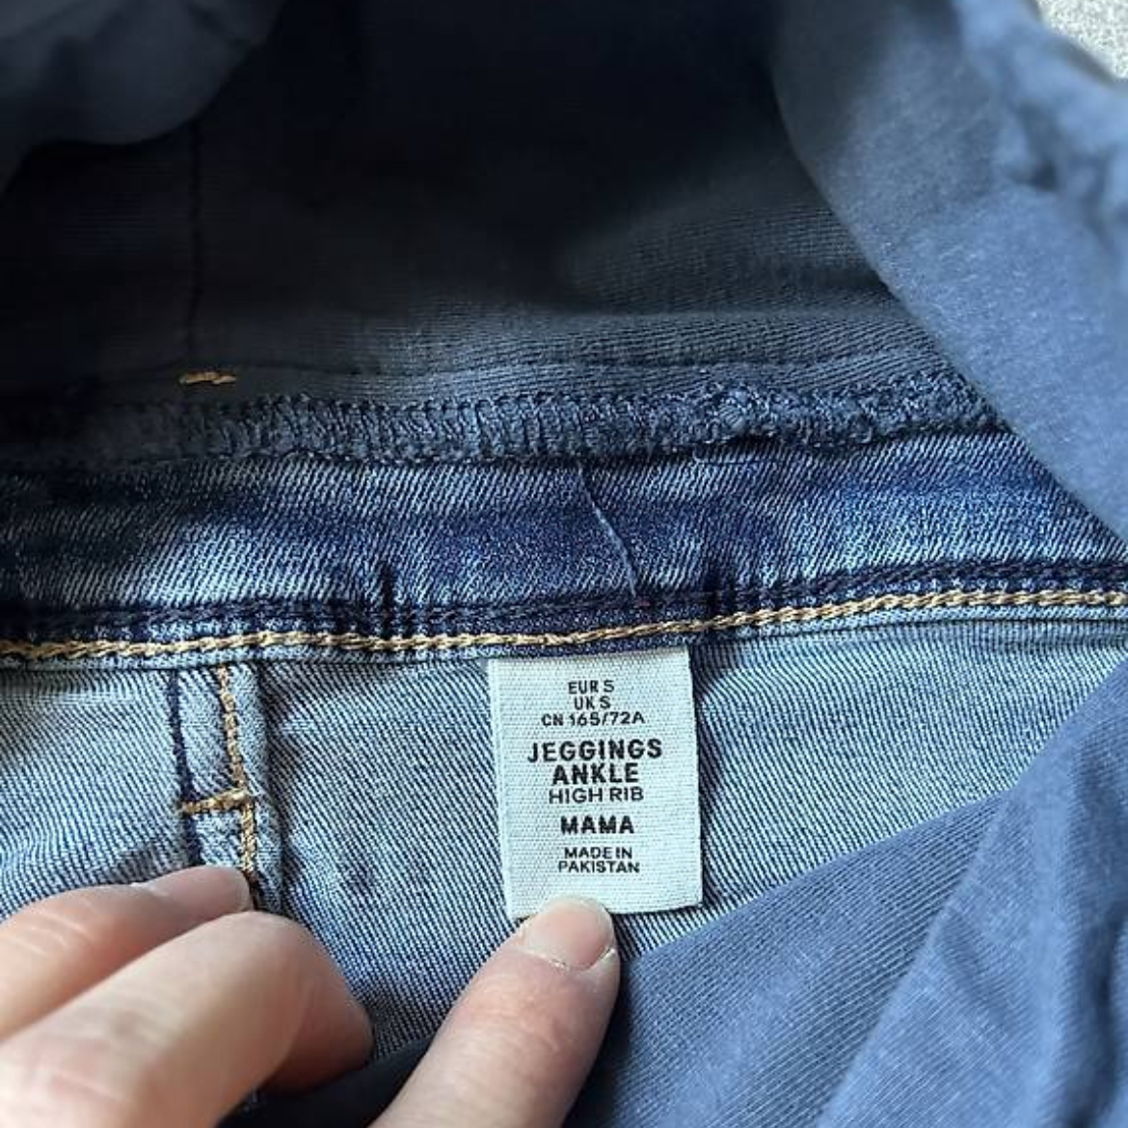 EUR S
UK S
CN 165/72A
JEGGINGS
ANKLE
HIGH RIB
MAMA
MADE IN
PAKISTAN